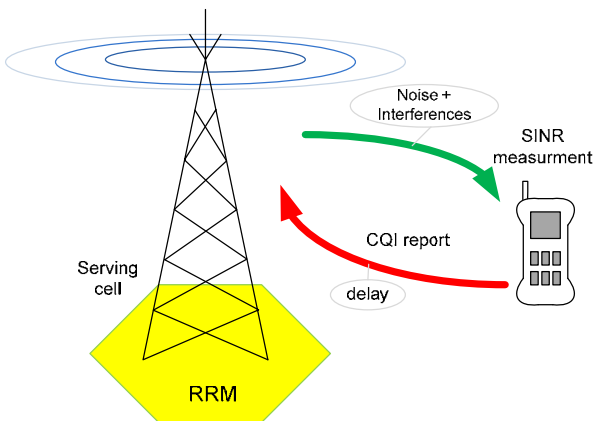 Noise +
Interferences
SINR
measurment
CQI report
delay
Serving
cell
RRM